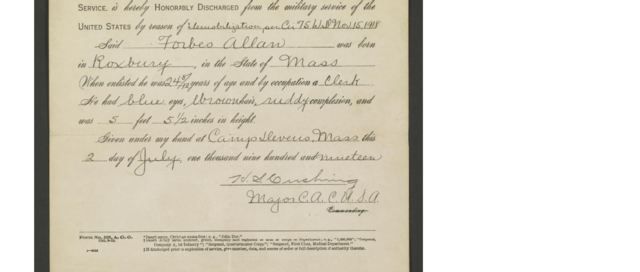 Service, is hereby Honorably Discharged from the military service of the
United States by reason of Demobilization, per Cir 75 W.D. Nov. 15, 1918
Said Forbes Allan was born
in Roxbury, in the State of Mass
When enlisted he was 24 years of age and by occupation a Clerk
He had blue eyes, brown hair, ruddy complexion, and
was 5 feet 5 1/2 inches in height.
Given under my hand at Camp Devens, Mass this
2 day of July, one thousand nine hundred and nineteen
H. S. Cushing
Major C.A.C. U.S.A
Commanding.
Form No. 525, A. G. O.